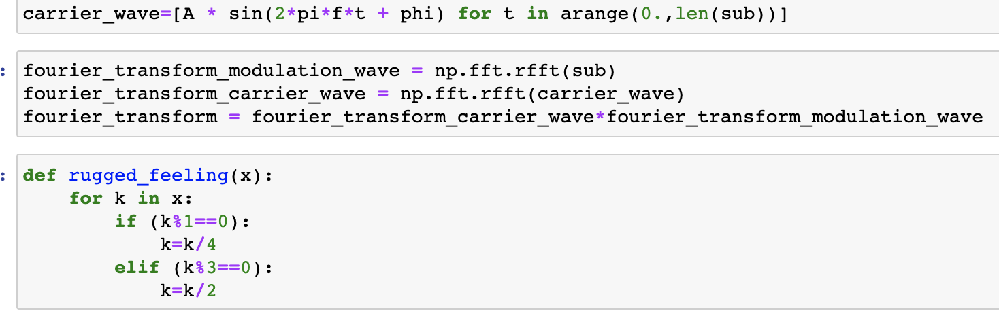 carrier_wave=[A * sin(2*pi*f*t + phi) for t in arange(0.,len(sub))]
:
fourier_transform_modulation_wave = np.fft.rfft(sub)
fourier_transform_carrier_wave = np.fft.rfft(carrier_wave)
fourier_transform = fourier_transform_carrier_wave*fourier_transform_modulation_wave
:
def rugged_feeling(x):
    for k in x:
        if (k%1==0):
            k=k/4
        elif (k%3==0):
            k=k/2